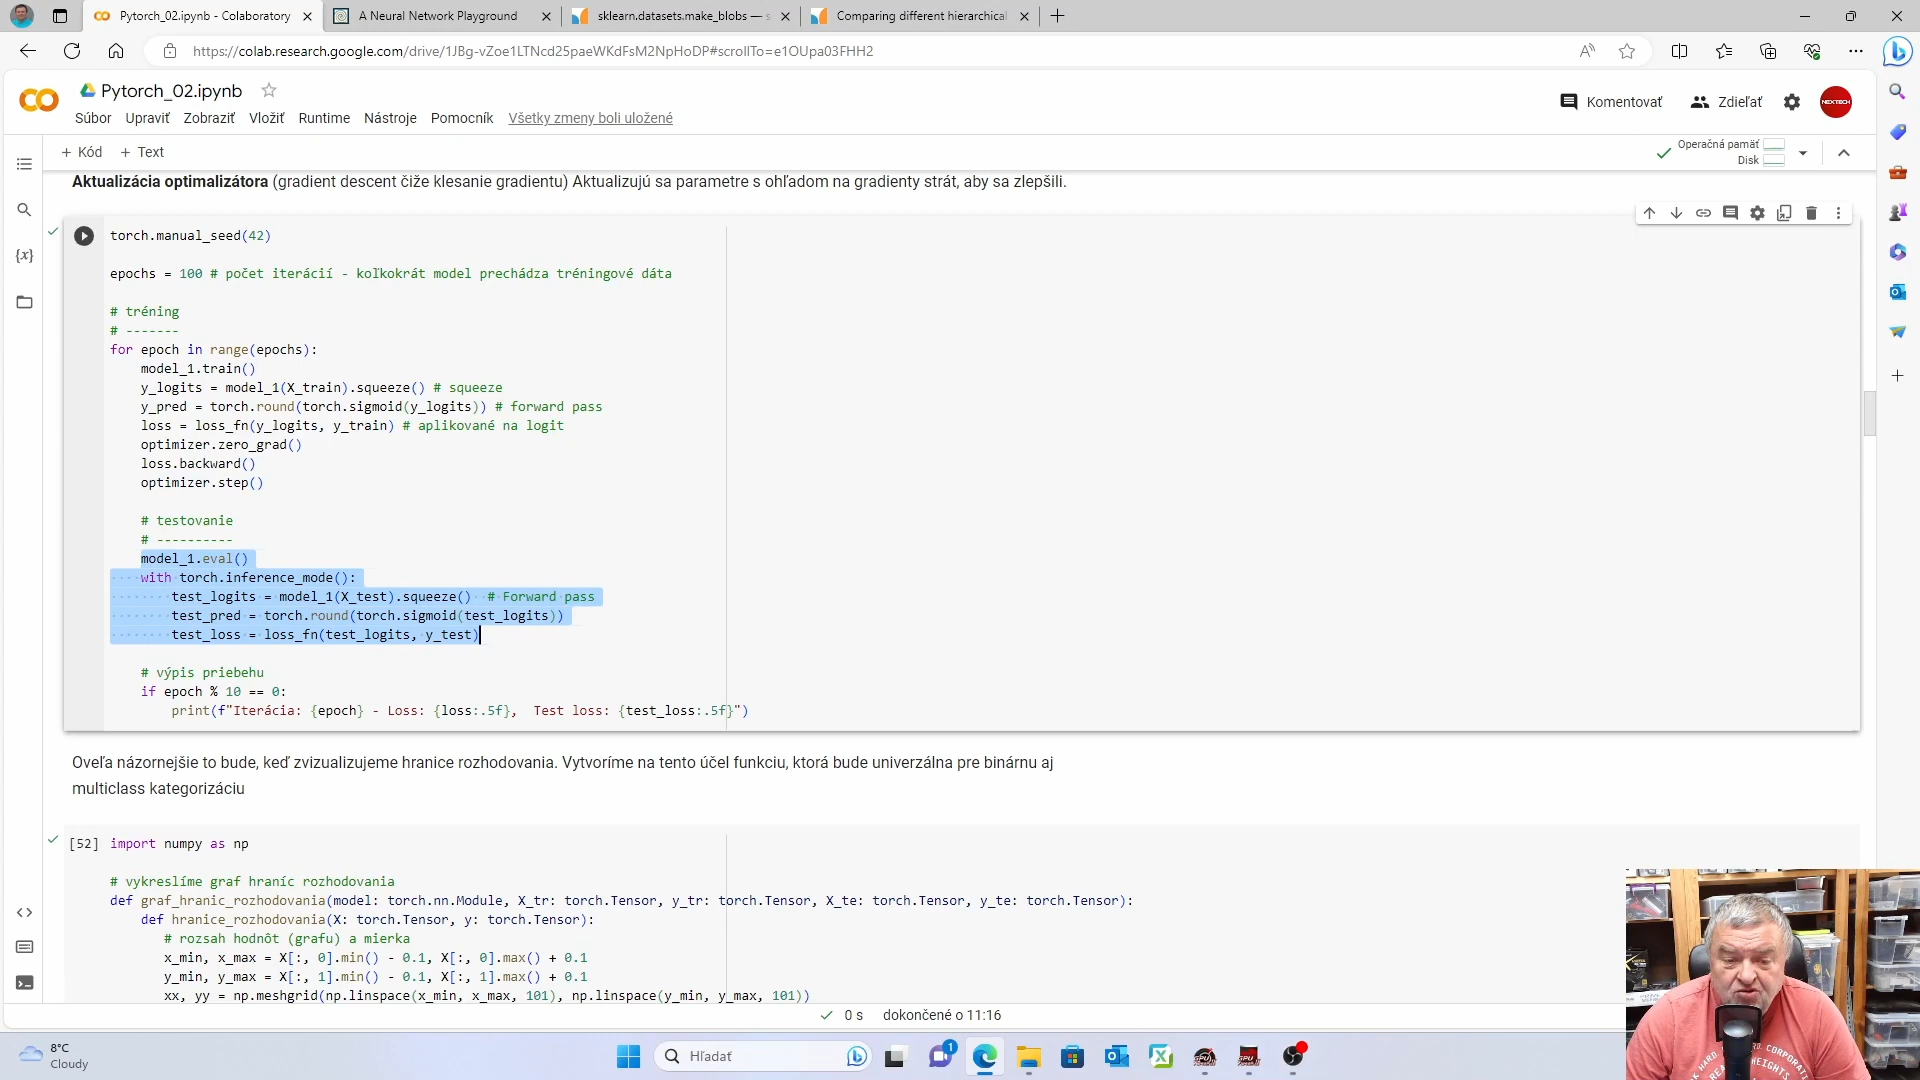 Pytorch_02.ipynb - Colaboratory
A Neural Network Playground
sklearn.datasets.make_blobs — s
Comparing different hierarchical
https://colab.research.google.com/drive/1JBg-vZoe1LTNcd25paeWKdFsM2NpHoDP#scrollTo=e1OUpa03FHH2
Pytorch_02.ipynb
Komentovať
Zdieľať
NEXTECH
Súbor Upraviť Zobraziť Vložiť Runtime Nástroje Pomocník Všetky zmeny boli uložené
+ Kód + Text
Operačná pamäť
Disk
Aktualizácia optimalizátora (gradient descent čiže klesanie gradientu) Aktualizujú sa parametre s ohľadom na gradienty strát, aby sa zlepšili.
torch.manual_seed(42)
epochs = 100 # počet iterácií - koľkokrát model prechádza tréningové dáta
# tréning
# -------
for epoch in range(epochs):
model_1.train()
y_logits = model_1(X_train).squeeze() # squeeze
y_pred = torch.round(torch.sigmoid(y_logits)) # forward pass
loss = loss_fn(y_logits, y_train) # aplikované na logit
optimizer.zero_grad()
loss.backward()
optimizer.step()
# testovanie
# ----------
model_1.eval()
with torch.inference_mode():
test_logits = model_1(X_test).squeeze() # Forward pass
test_pred = torch.round(torch.sigmoid(test_logits))
test_loss = loss_fn(test_logits, y_test)
# výpis priebehu
if epoch % 10 == 0:
print(f"Iterácia: {epoch} - Loss: {loss:.5f}, Test loss: {test_loss:.5f}")
Oveľa názornejšie to bude, keď zvizualizujeme hranice rozhodovania. Vytvoríme na tento účel funkciu, ktorá bude univerzálna pre binárnu aj
multiclass kategorizáciu
[52] import numpy as np
# vykreslíme graf hraníc rozhodovania
def graf_hranic_rozhodovania(model: torch.nn.Module, X_tr: torch.Tensor, y_tr: torch.Tensor, X_te: torch.Tensor, y_te: torch.Tensor):
def hranice_rozhodovania(X: torch.Tensor, y: torch.Tensor):
# rozsah hodnôt (grafu) a mierka
x_min, x_max = X[:, 0].min() - 0.1, X[:, 0].max() + 0.1
y_min, y_max = X[:, 1].min() - 0.1, X[:, 1].max() + 0.1
xx, yy = np.meshgrid(np.linspace(x_min, x_max, 101), np.linspace(y_min, y_max, 101))
0 s dokončené o 11:16
8°C
Cloudy
Hľadať
1